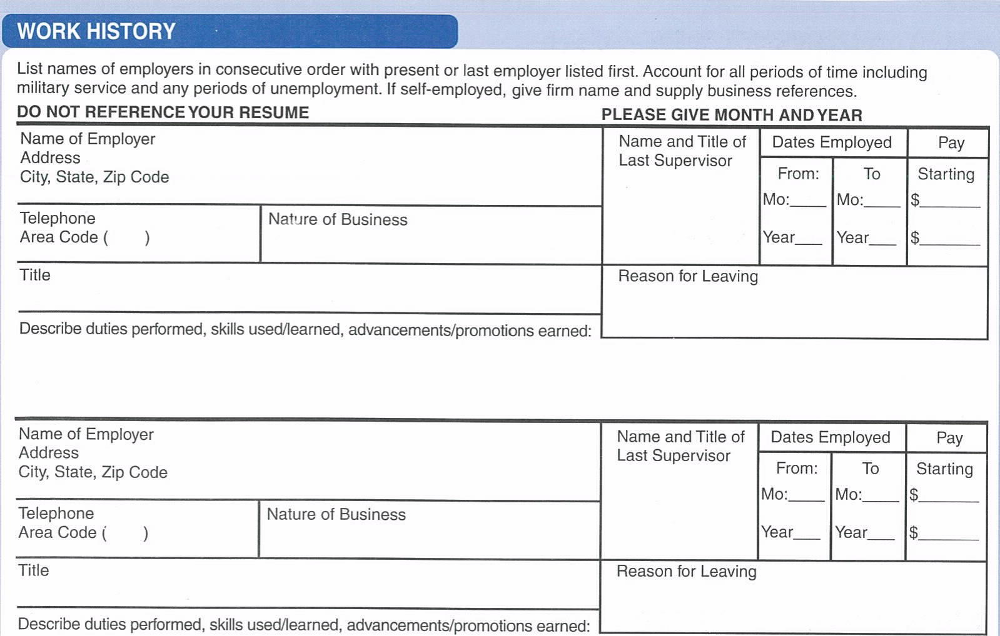 WORK HISTORY
List names of employers in consecutive order with present or last employer listed first. Account for all periods of time including
military service and any periods of unemployment. If self-employed, give firm name and supply business references.
DO NOT REFERENCE YOUR RESUME
PLEASE GIVE MONTH AND YEAR
Name of Employer
Address
City, State, Zip Code
Name and Title of
Last Supervisor
Dates Employed
Pay
From:
To
Starting
Mo:____ Mo:____ $_______
Year___ Year___ $_______
Telephone
Area Code (    )
Nature of Business
Title
Reason for Leaving
Describe duties performed, skills used/learned, advancements/promotions earned:
Name of Employer
Address
City, State, Zip Code
Name and Title of
Last Supervisor
Dates Employed
Pay
From:
To
Starting
Mo:____ Mo:____ $_______
Year___ Year___ $_______
Telephone
Area Code (    )
Nature of Business
Title
Reason for Leaving
Describe duties performed, skills used/learned, advancements/promotions earned: